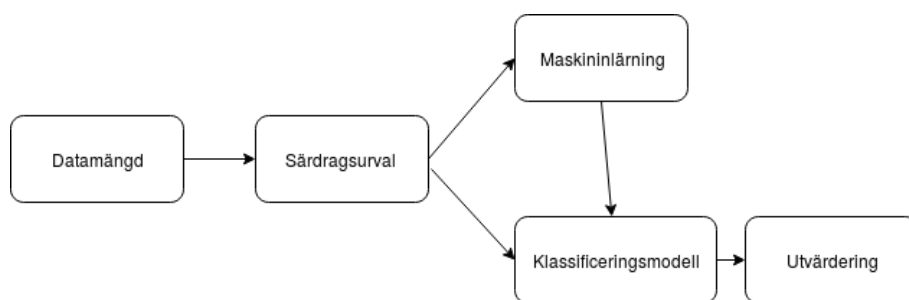 Maskininlärning
Datamängd
Särdragsurval
Klassificeringsmodell
Utvärdering